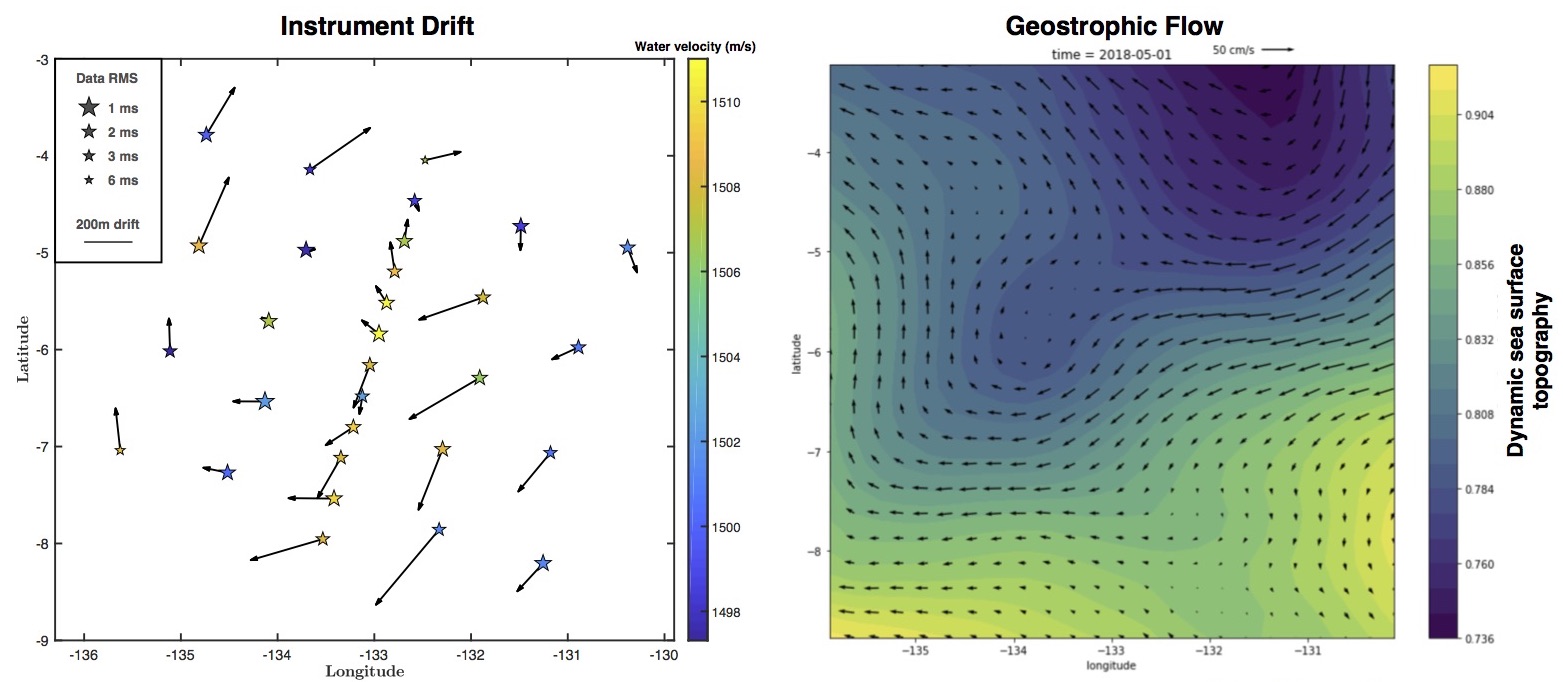 Instrument Drift
Water velocity (m/s)
Data RMS
1 ms
2 ms
3 ms
6 ms
200m drift
-3
-4
-5
-6
-7
-8
-9
Latitude
-136
-135
-134
-133
-132
-131
-130
Longitude
1510
1508
1506
1504
1502
1500
1498
Geostrophic Flow
time = 2018-05-01
50 cm/s
−4
−5
−6
−7
−8
latitude
−135
−134
−133
−132
−131
longitude
0.904
0.880
0.856
0.832
0.808
0.784
0.760
0.736
Dynamic sea surface
topography